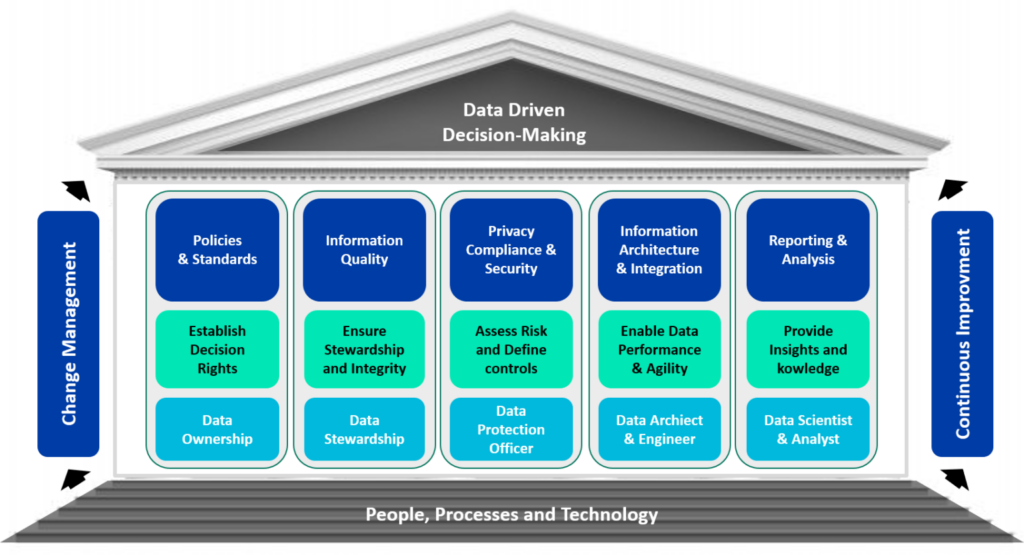 Data Driven
Decision-Making
Change Management
Policies
& Standards
Establish
Decision
Rights
Data
Ownership
Information
Quality
Ensure
Stewardship
and Integrity
Data
Stewardship
Privacy
Compliance &
Security
Assess Risk
and Define
controls
Data
Protection
Officer
Information
Architecture
& Integration
Enable Data
Performance
& Agility
Data Archiect
& Engineer
Reporting &
Analysis
Provide
Insights and
kowledge
Data Scientist
& Analyst
Continuous Improvment
People, Processes and Technology